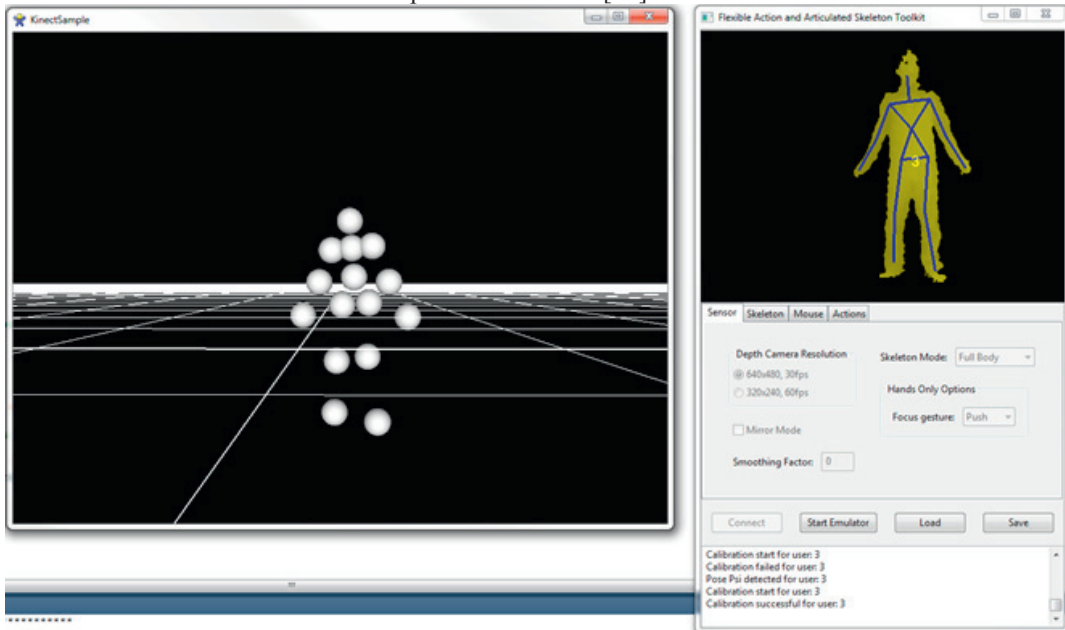 KinectSample
Flexible Action and Articulated Skeleton Toolkit
3
Sensor Skeleton Mouse Actions
Depth Camera Resolution
640x480, 30fps
320x240, 60fps
Mirror Mode
Smoothing Factor: 0
Skeleton Mode: Full Body
Hands Only Options
Focus gesture: Push
Connect Start Emulator Load Save
Calibration start for user: 3
Calibration failed for user: 3
Pose Psi detected for user: 3
Calibration start for user: 3
Calibration successful for user: 3
**********